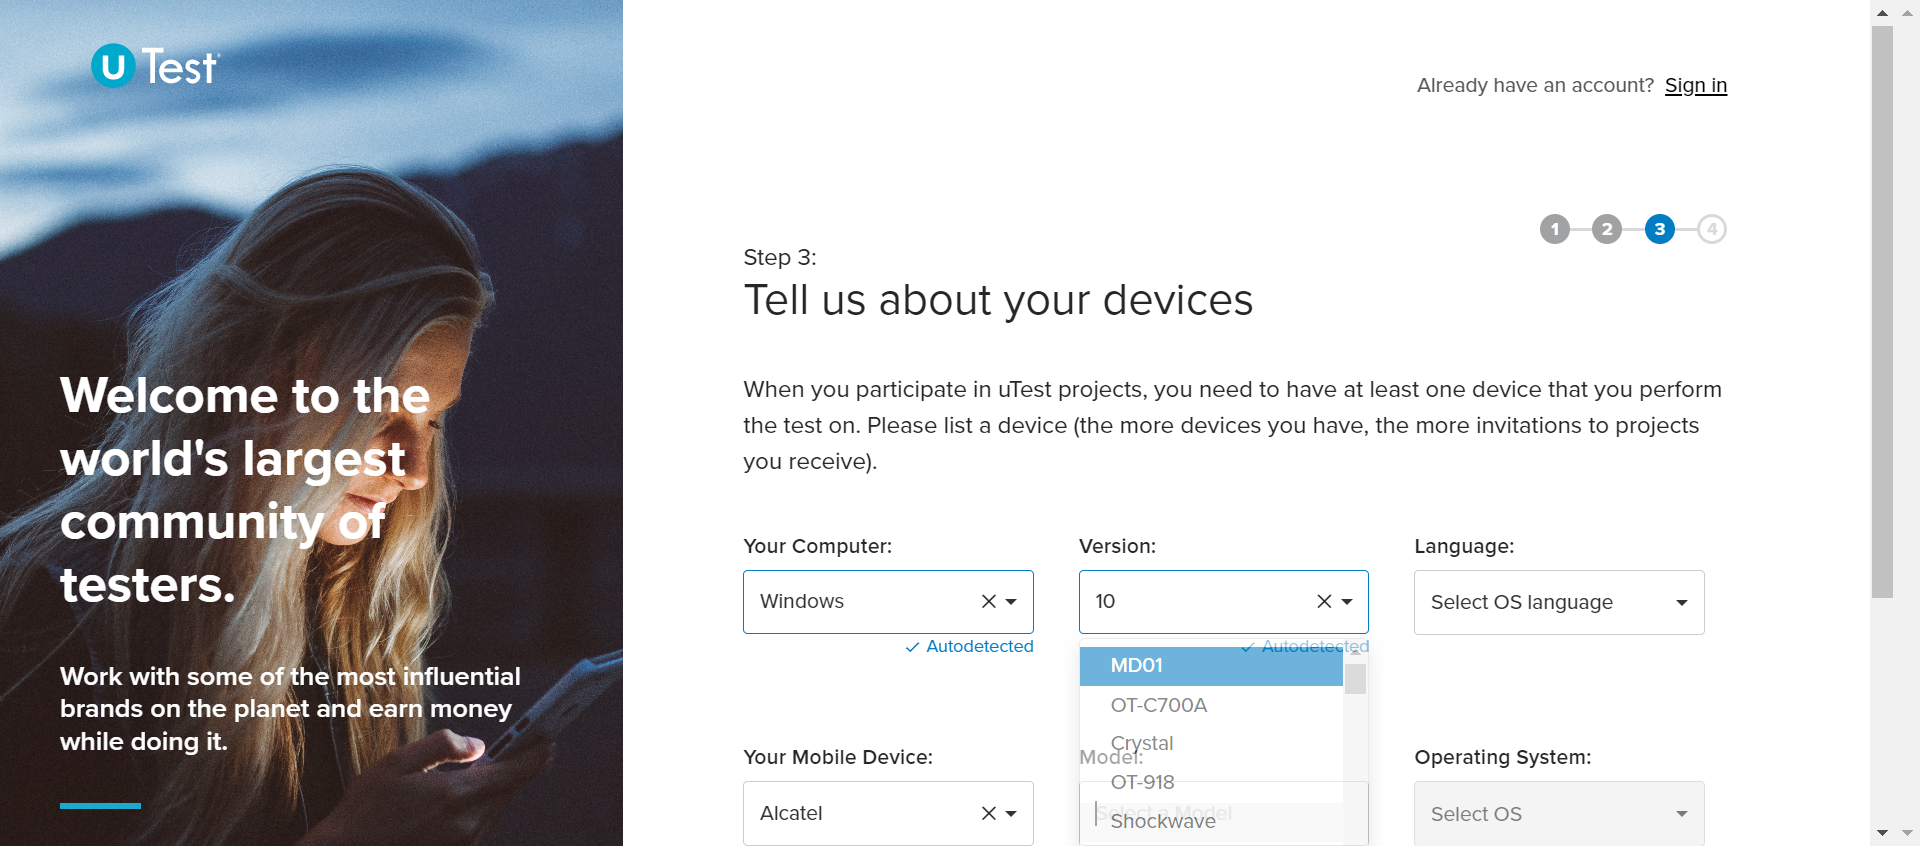 uTest
Already have an account? Sign in
1 2 3 4
Step 3:
Tell us about your devices
Welcome to the
world's largest
community of
testers.
When you participate in uTest projects, you need to have at least one device that you perform
the test on. Please list a device (the more devices you have, the more invitations to projects
you receive).
Work with some of the most influential
brands on the planet and earn money
while doing it.
Your Computer:
Windows
Autodetected
Version:
10
Autodetected
Language:
Select OS language
Your Mobile Device:
Alcatel
Model:
Select a Model
MD01
OT-C700A
Crystal
OT-918
Shockwave
Operating System:
Select OS